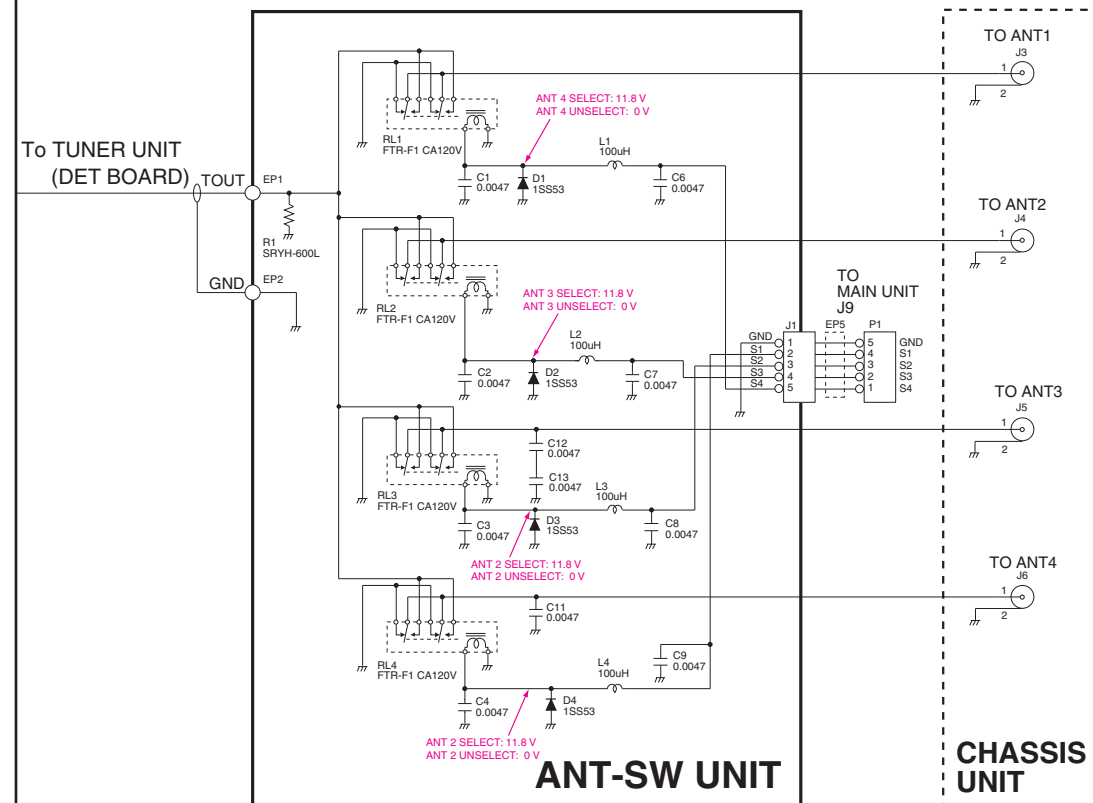 TO ANT1
J3
1
2
ANT 4 SELECT: 11.8 V
ANT 4 UNSELECT: 0 V
RL1
FTR-F1 CA120V
L1
100uH
C1
0.0047
D1
1SS53
C6
0.0047
To TUNER UNIT
(DET BOARD)
TOUT
EP1
R1
SRYH-600L
GND
EP2
TO ANT2
J4
1
2
RL2
FTR-F1 CA120V
ANT 3 SELECT: 11.8 V
ANT 3 UNSELECT: 0 V
L2
100uH
C2
0.0047
D2
1SS53
C7
0.0047
TO
MAIN UNIT
J9
J1
EP5
P1
GND 1 5 GND
S1 2 4 S1
S2 3 3 S2
S3 4 2 S3
S4 5 1 S4
TO ANT3
J5
1
2
C12
0.0047
C13
0.0047
RL3
FTR-F1 CA120V
L3
100uH
C3
0.0047
D3
1SS53
C8
0.0047
ANT 2 SELECT: 11.8 V
ANT 2 UNSELECT: 0 V
TO ANT4
J6
1
2
C11
0.0047
RL4
FTR-F1 CA120V
L4
100uH
C9
0.0047
C4
0.0047
D4
1SS53
ANT 2 SELECT: 11.8 V
ANT 2 UNSELECT: 0 V
ANT-SW UNIT
CHASSIS
UNIT